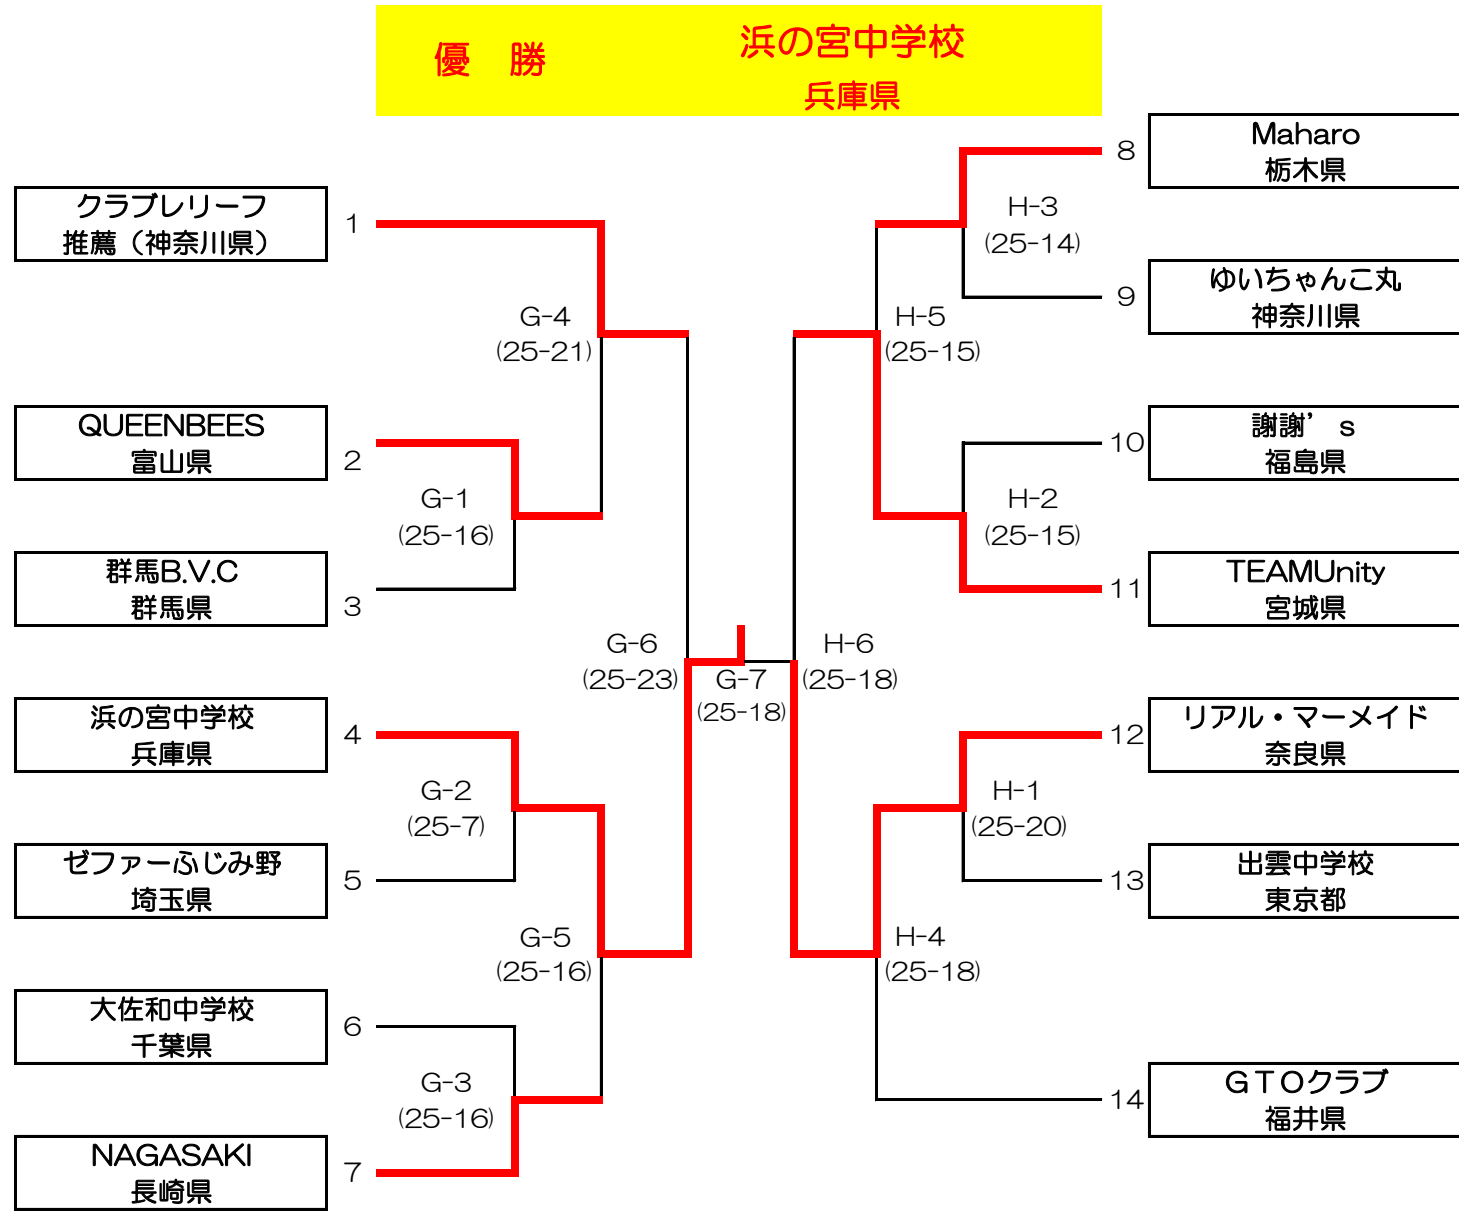 優　勝
浜の宮中学校
兵庫県
クラブレリーフ
推薦（神奈川県）
1
QUEENBEES
富山県
2
群馬B.V.C
群馬県
3
浜の宮中学校
兵庫県
4
ゼファーふじみ野
埼玉県
5
大佐和中学校
千葉県
6
NAGASAKI
長崎県
7
G-4
(25-21)
G-1
(25-16)
G-2
(25-7)
G-5
(25-16)
G-3
(25-16)
G-6
(25-23)
G-7
(25-18)
H-6
(25-18)
H-3
(25-14)
H-5
(25-15)
H-2
(25-15)
H-1
(25-20)
H-4
(25-18)
8
Maharo
栃木県
9
ゆいちゃんこ丸
神奈川県
10
謝謝’s
福島県
11
TEAMUnity
宮城県
12
リアル・マーメイド
奈良県
13
出雲中学校
東京都
14
ＧＴＯクラブ
福井県